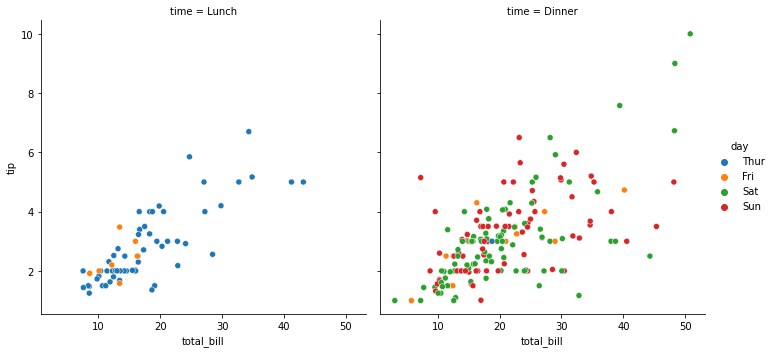 time = Lunch
time = Dinner
10
8
6
4
2
tip
10 20 30 40 50
total_bill
10 20 30 40 50
total_bill
day
Thur
Fri
Sat
Sun